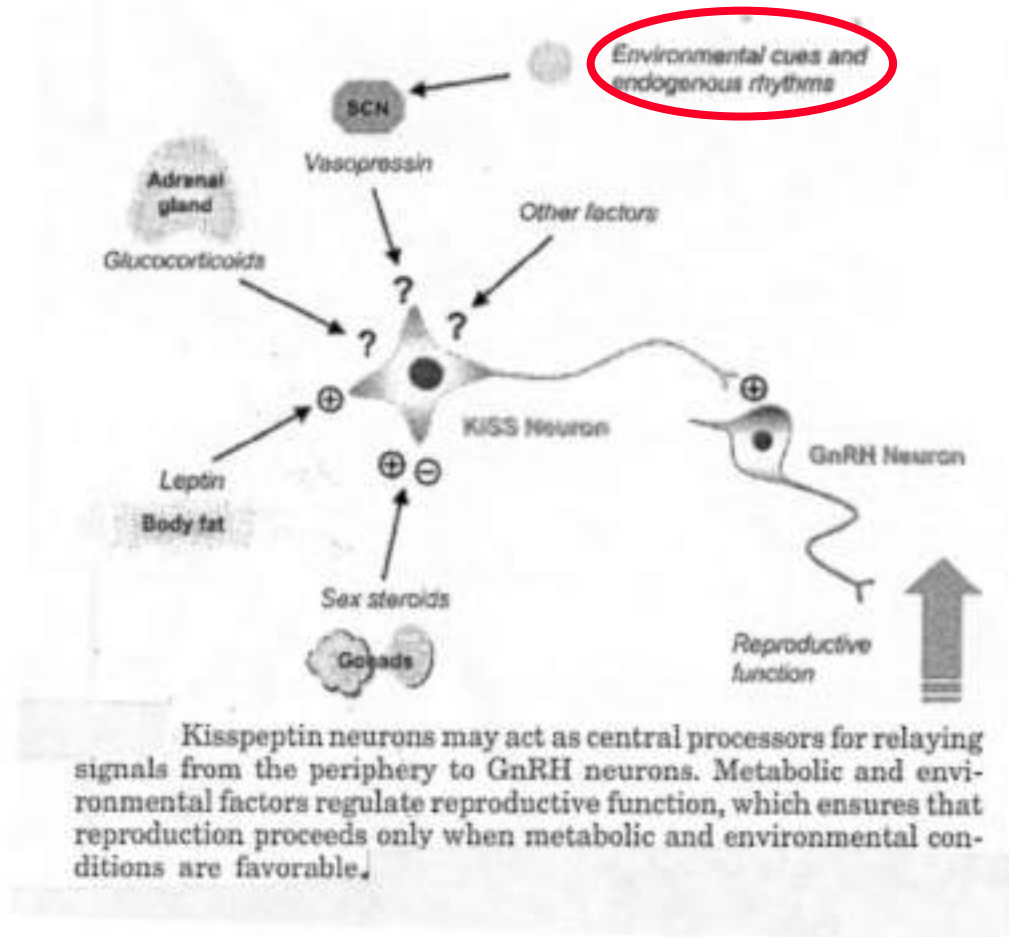 Environmental cues and
endogenous rhythms
SCN
Vasopressin
Adrenal
gland
Other factors
Glucocorticoids
?
?
?
+
+
KiSS Neuron
GnRH Neuron
+ −
Leptin
Body fat
Sex steroids
Gonads
Reproductive
function
Kisspeptin neurons may act as central processors for relaying
signals from the periphery to GnRH neurons. Metabolic and envi-
ronmental factors regulate reproductive function, which ensures that
reproduction proceeds only when metabolic and environmental con-
ditions are favorable.